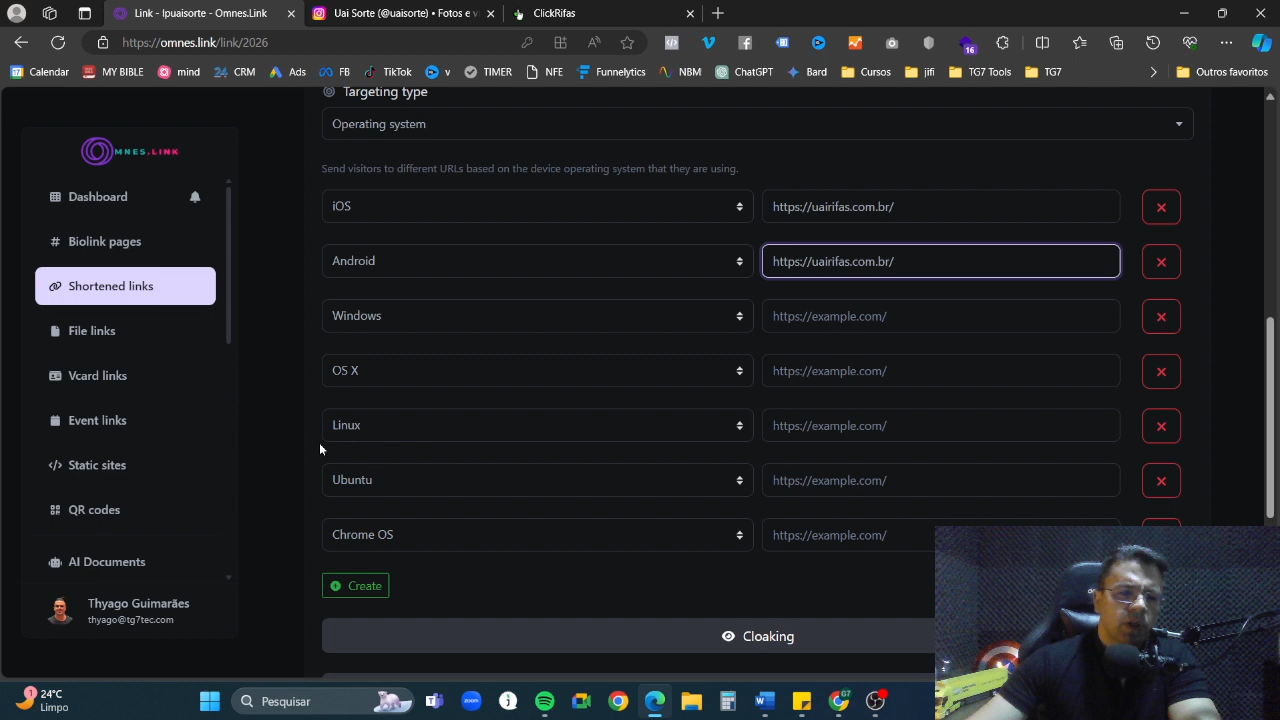 Link - lpuaisorte - Omnes.Link
Uai Sorte (@uaisorte) • Fotos e v
ClickRifas
https://omnes.link/link/2026
16
Calendar
MY BIBLE
mind
CRM
Ads
FB
TikTok
v
TIMER
NFE
Funnelytics
NBM
ChatGPT
Bard
Cursos
jifi
TG7 Tools
TG7
Outros favoritos
OMNES.LINK
Dashboard
Biolink pages
Shortened links
File links
Vcard links
Event links
Static sites
QR codes
AI Documents
Thyago Guimarães
thyago@tg7tec.com
Targeting type
Operating system
Send visitors to different URLs based on the device operating system that they are using.
iOS
https://uairifas.com.br/
Android
https://uairifas.com.br/
Windows
https://example.com/
OS X
https://example.com/
Linux
https://example.com/
Ubuntu
https://example.com/
Chrome OS
https://example.com/
Create
Cloaking
1
24°C
Limpo
Pesquisar